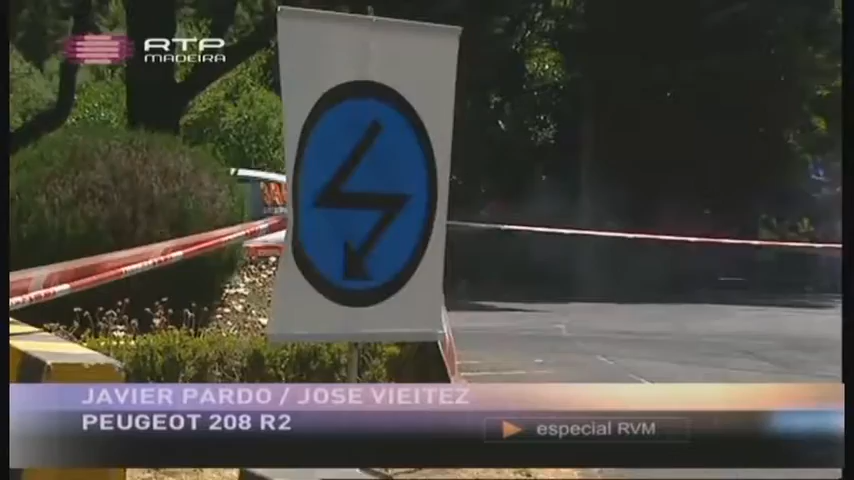 RTP
MADEIRA
JAVIER PARDO / JOSE VIEITEZ
PEUGEOT 208 R2
especial RVM